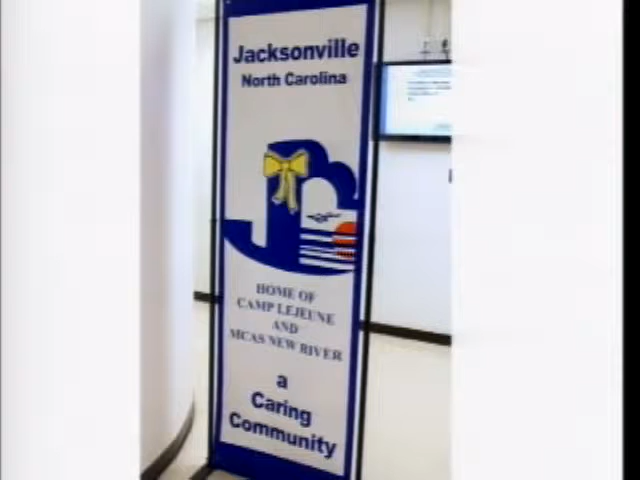 Jacksonville
North Carolina
HOME OF
CAMP LEJEUNE
AND
MCAS NEW RIVER
a
Caring
Community